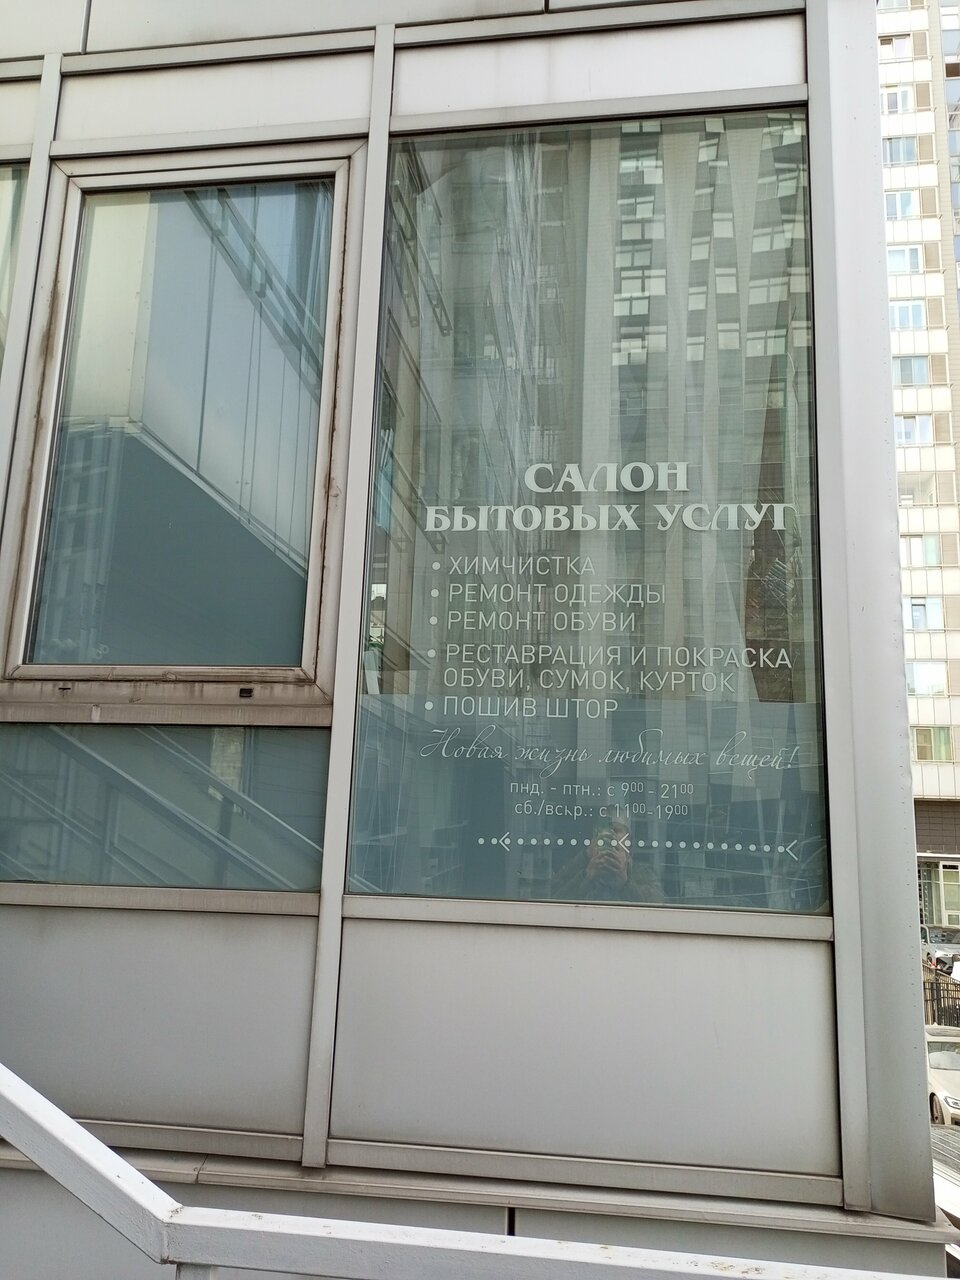 САЛОН
БЫТОВЫХ УСЛУГ
• ХИМЧИСТКА
• РЕМОНТ ОДЕЖДЫ
• РЕМОНТ ОБУВИ
• РЕСТАВРАЦИЯ И ПОКРАСКА
ОБУВИ, СУМОК, КУРТОК
• ПОШИВ ШТОР
Новая жизнь любимых вещей!
пнд. - птн.: с 9⁰⁰ - 21⁰⁰
сб./вскр.: с 11⁰⁰-19⁰⁰